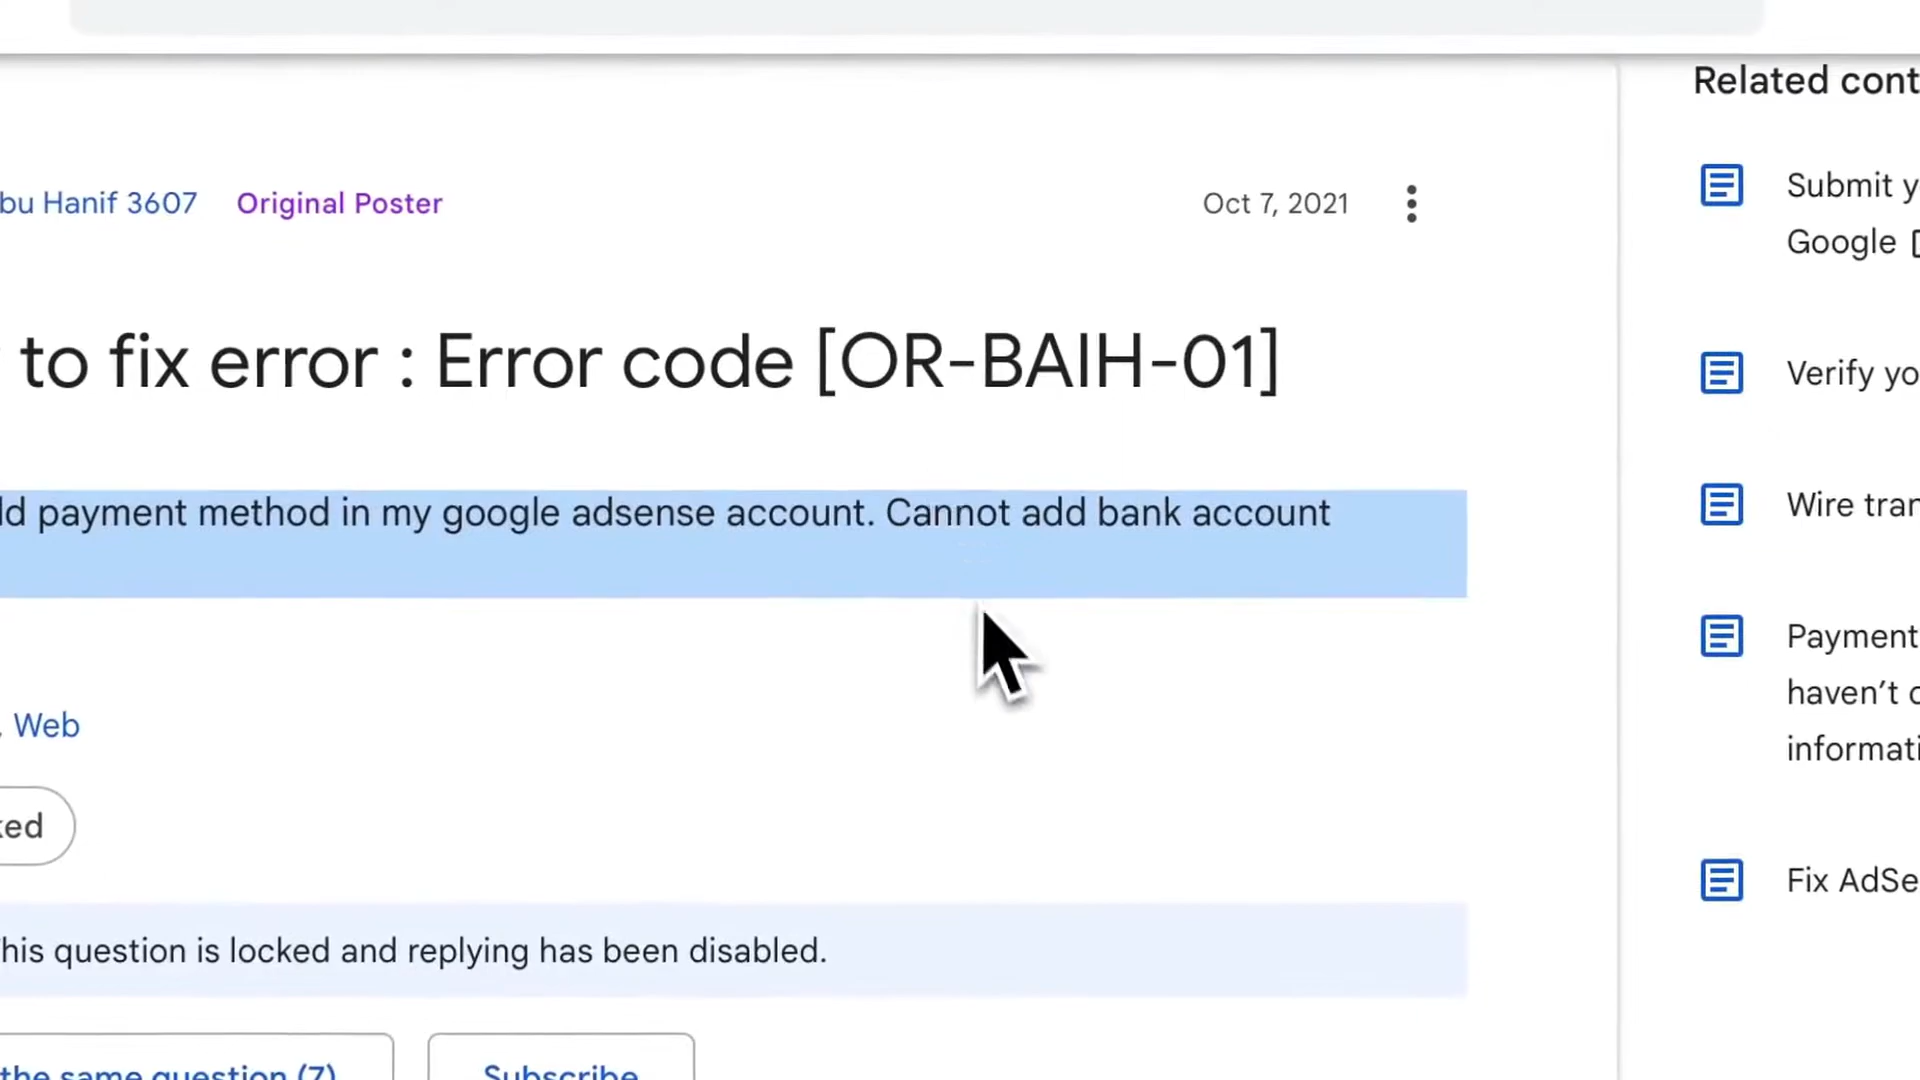 Related cont
bu Hanif 3607 Original Poster Oct 7, 2021
to fix error : Error code [OR-BAIH-01]
ld payment method in my google adsense account. Cannot add bank account
, Web
ked
his question is locked and replying has been disabled.
the same question (7) Subscribe
Submit y
Google
Verify yo
Wire tran
Payment
haven’t c
informati
Fix AdSe